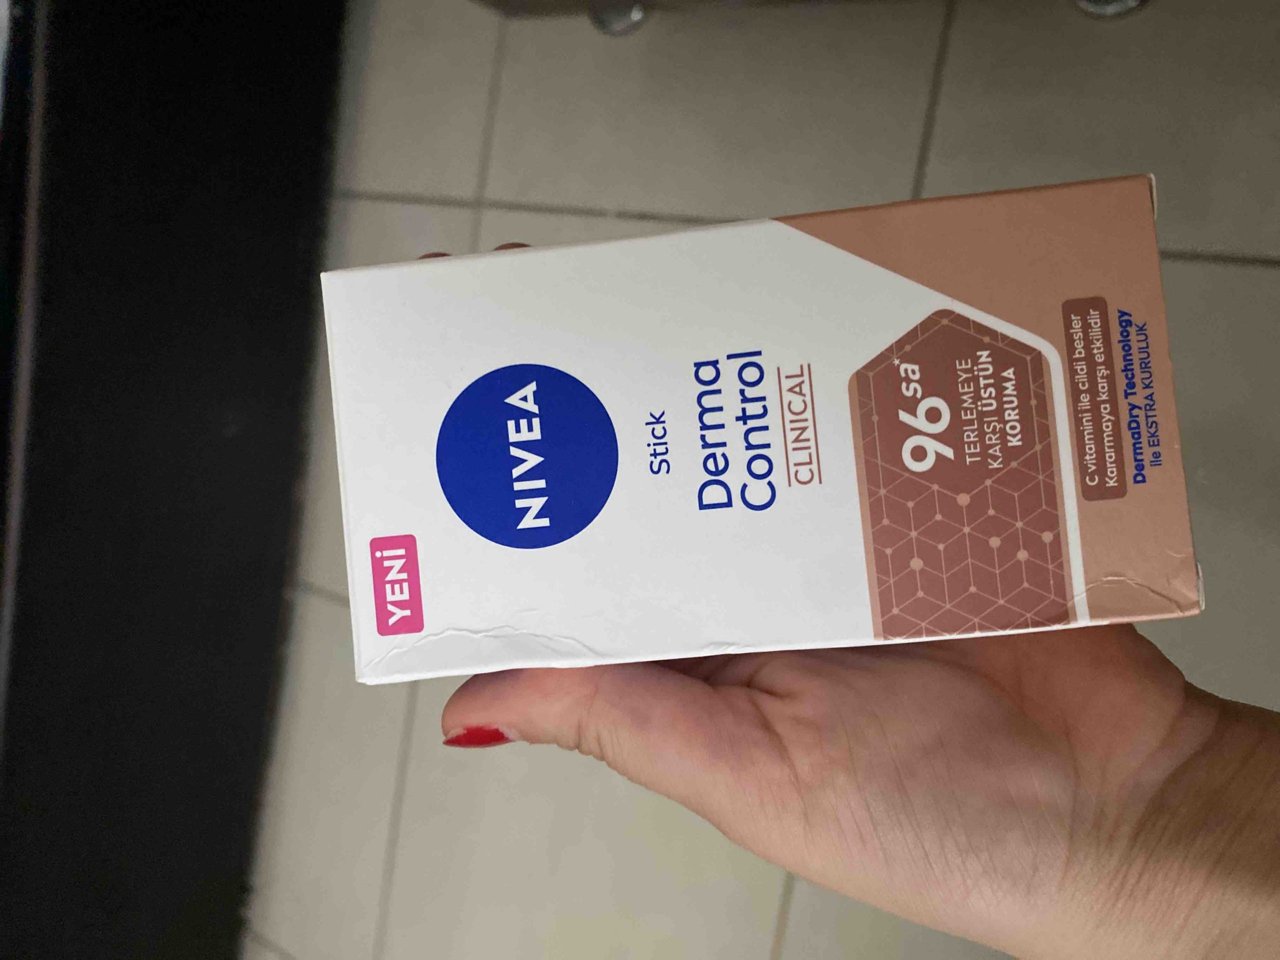 YENİ
NIVEA
Stick
Derma
Control
CLINICAL
96sa*
TERLEMEYE
KARŞI ÜSTÜN
KORUMA
C vitamini ile cildi besler
Kararmaya karşı etkilidir
DermaDry Technology
ile EKSTRA KURULUK